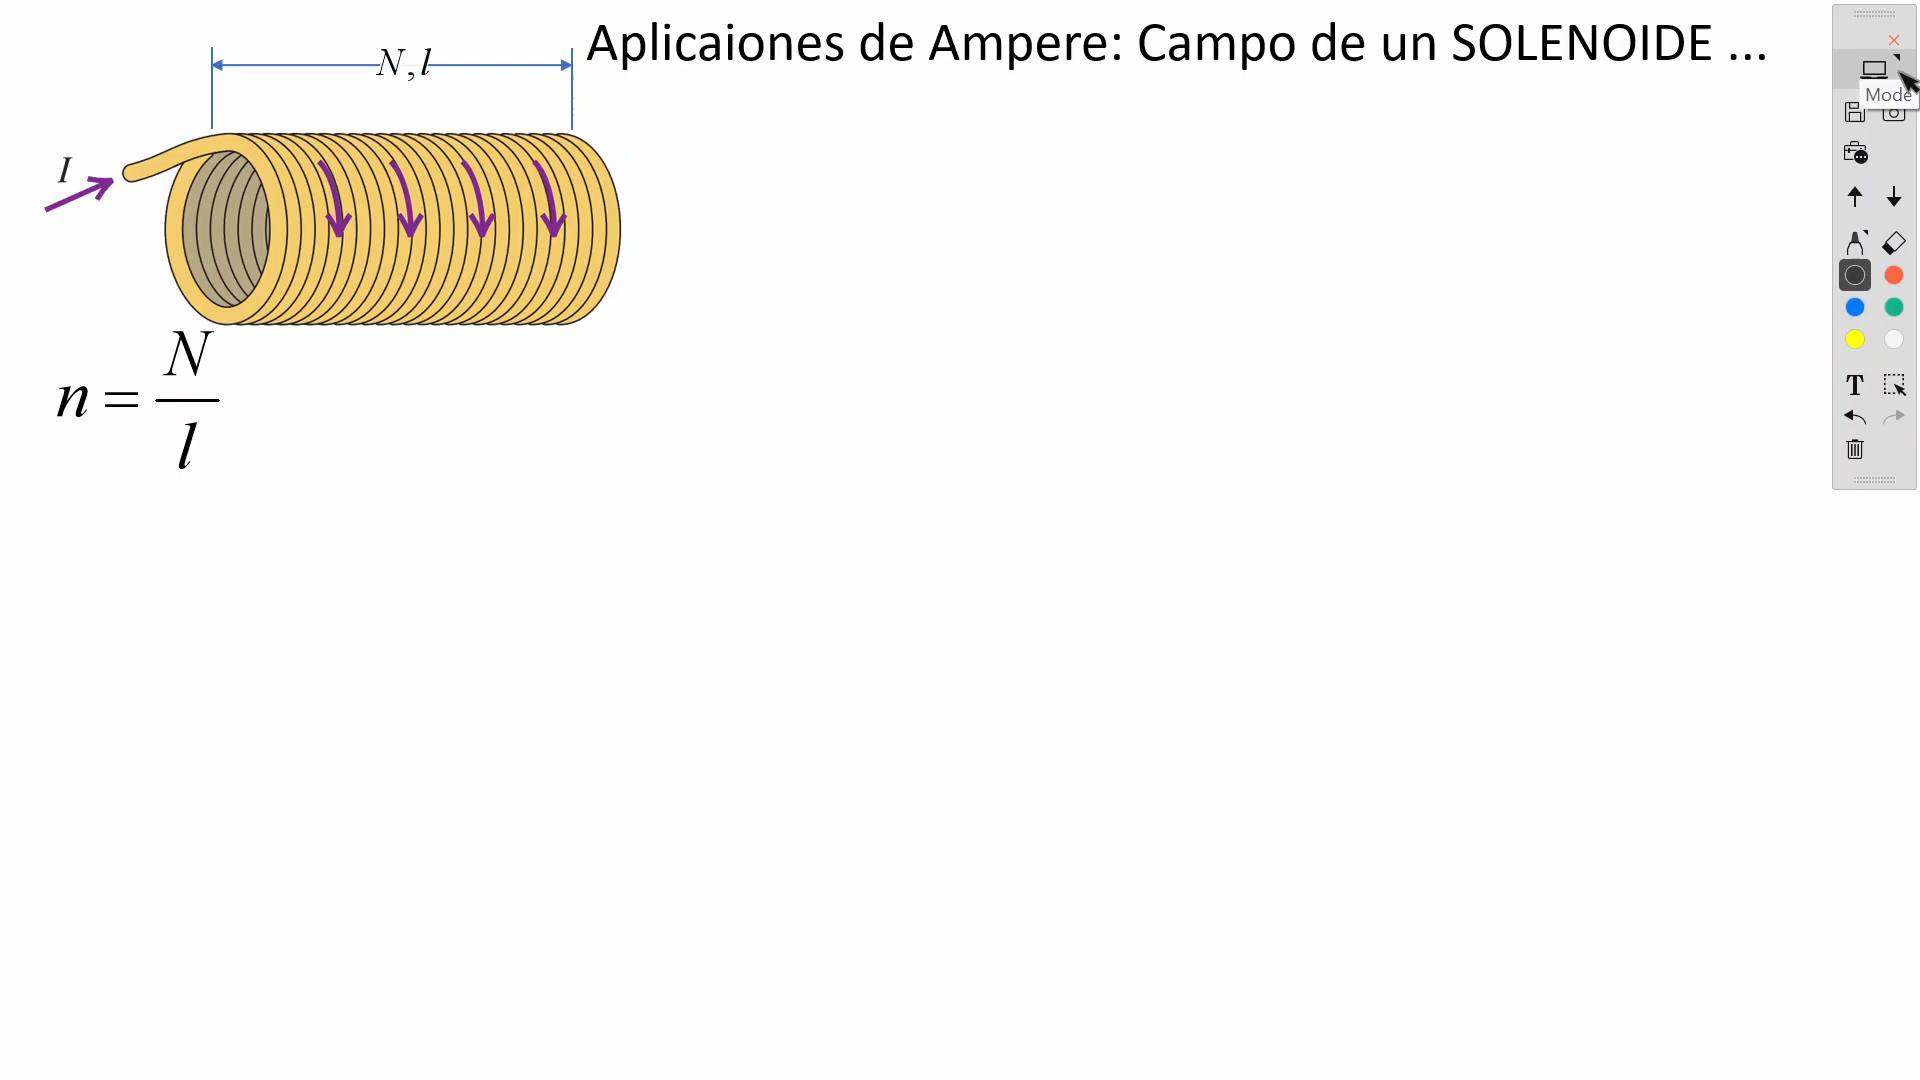 Aplicaiones de Ampere: Campo de un SOLENOIDE ...
N, l
Mode
I
n = N / l
T